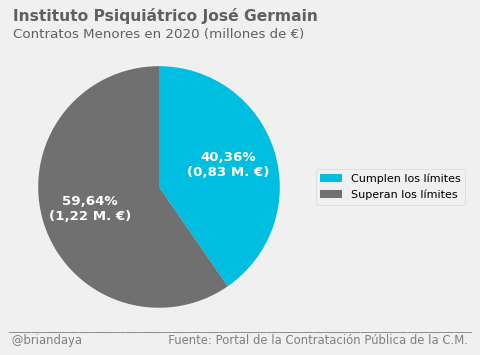 Instituto Psiquiátrico José Germain
Contratos Menores en 2020 (millones de €)
40,36%
(0,83 M. €)
59,64%
(1,22 M. €)
Cumplen los límites
Superan los límites
@briandaya
Fuente: Portal de la Contratación Pública de la C.M.